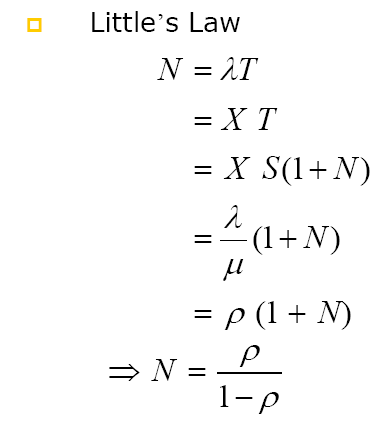 Little's Law
N = λT
= X T
= X S(1+N)
= λ/μ (1+N)
= ρ (1 + N)
⇒ N = ρ/(1−ρ)